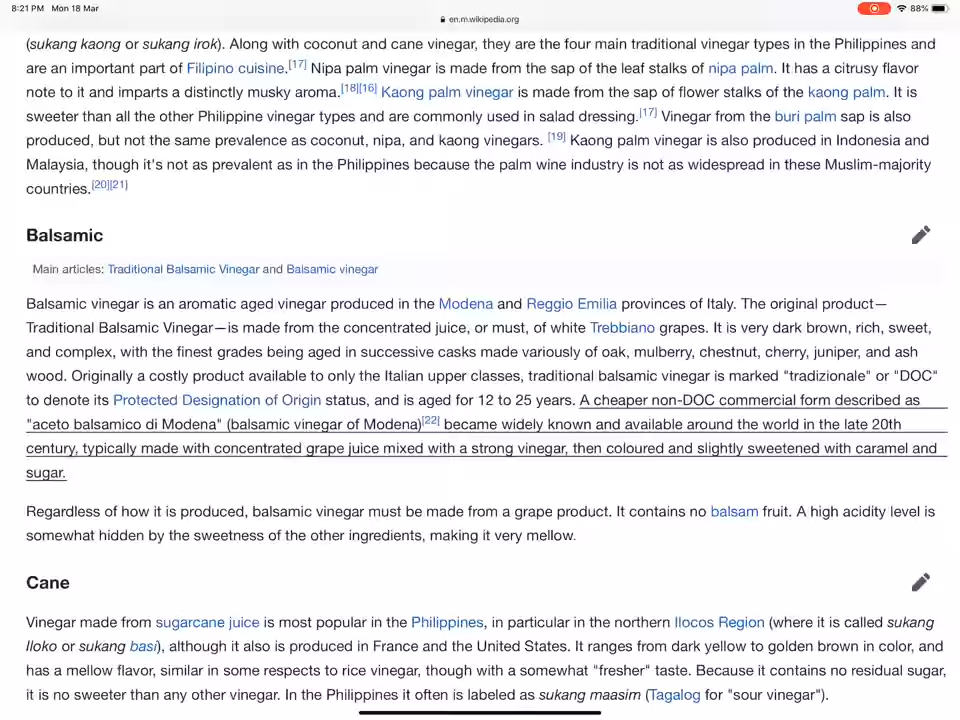 8:21 PM Mon 18 Mar
88%
en.m.wikipedia.org
(sukang kaong or sukang irok). Along with coconut and cane vinegar, they are the four main traditional vinegar types in the Philippines and
are an important part of Filipino cuisine.[17] Nipa palm vinegar is made from the sap of the leaf stalks of nipa palm. It has a citrusy flavor
note to it and imparts a distinctly musky aroma.[18][16] Kaong palm vinegar is made from the sap of flower stalks of the kaong palm. It is
sweeter than all the other Philippine vinegar types and are commonly used in salad dressing.[17] Vinegar from the buri palm sap is also
produced, but not the same prevalence as coconut, nipa, and kaong vinegars. [19] Kaong palm vinegar is also produced in Indonesia and
Malaysia, though it's not as prevalent as in the Philippines because the palm wine industry is not as widespread in these Muslim-majority
countries.[20][21]
Balsamic
Main articles: Traditional Balsamic Vinegar and Balsamic vinegar
Balsamic vinegar is an aromatic aged vinegar produced in the Modena and Reggio Emilia provinces of Italy. The original product—
Traditional Balsamic Vinegar—is made from the concentrated juice, or must, of white Trebbiano grapes. It is very dark brown, rich, sweet,
and complex, with the finest grades being aged in successive casks made variously of oak, mulberry, chestnut, cherry, juniper, and ash
wood. Originally a costly product available to only the Italian upper classes, traditional balsamic vinegar is marked "tradizionale" or "DOC"
to denote its Protected Designation of Origin status, and is aged for 12 to 25 years. A cheaper non-DOC commercial form described as
"aceto balsamico di Modena" (balsamic vinegar of Modena)[22] became widely known and available around the world in the late 20th
century, typically made with concentrated grape juice mixed with a strong vinegar, then coloured and slightly sweetened with caramel and
sugar.
Regardless of how it is produced, balsamic vinegar must be made from a grape product. It contains no balsam fruit. A high acidity level is
somewhat hidden by the sweetness of the other ingredients, making it very mellow.
Cane
Vinegar made from sugarcane juice is most popular in the Philippines, in particular in the northern Ilocos Region (where it is called sukang
Iloko or sukang basi), although it also is produced in France and the United States. It ranges from dark yellow to golden brown in color, and
has a mellow flavor, similar in some respects to rice vinegar, though with a somewhat "fresher" taste. Because it contains no residual sugar,
it is no sweeter than any other vinegar. In the Philippines it often is labeled as sukang maasim (Tagalog for "sour vinegar").